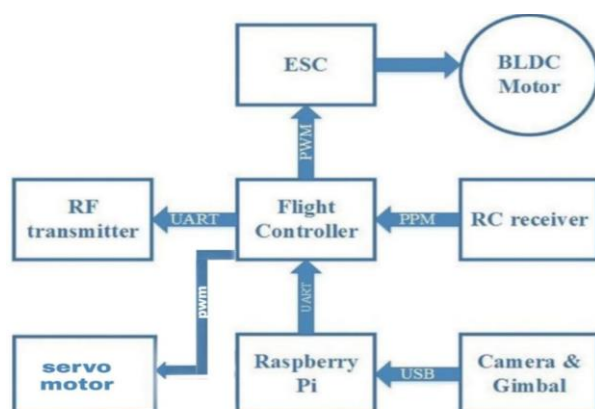 ESC
BLDC
Motor
PWM
RF
transmitter
UART
Flight
Controller
PPM
RC receiver
pwm
UART
servo
motor
Raspberry
Pi
USB
Camera &
Gimbal